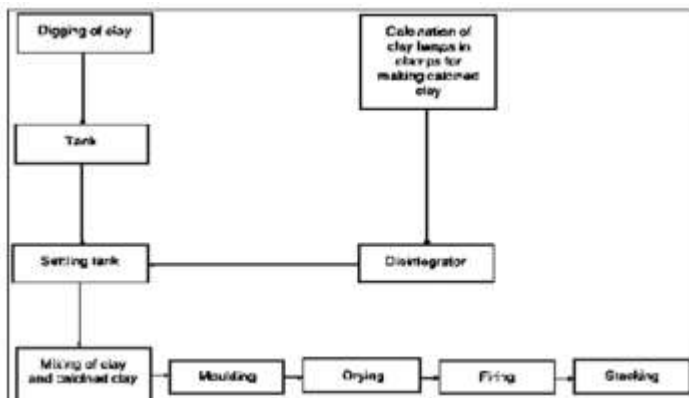 Digging of clay
Calcination of
clay lumps in
clamps for
making calcined
clay
Tank
Settling tank
Disintegrator
Mixing of clay
and calcined clay
Moulding
Drying
Firing
Stacking